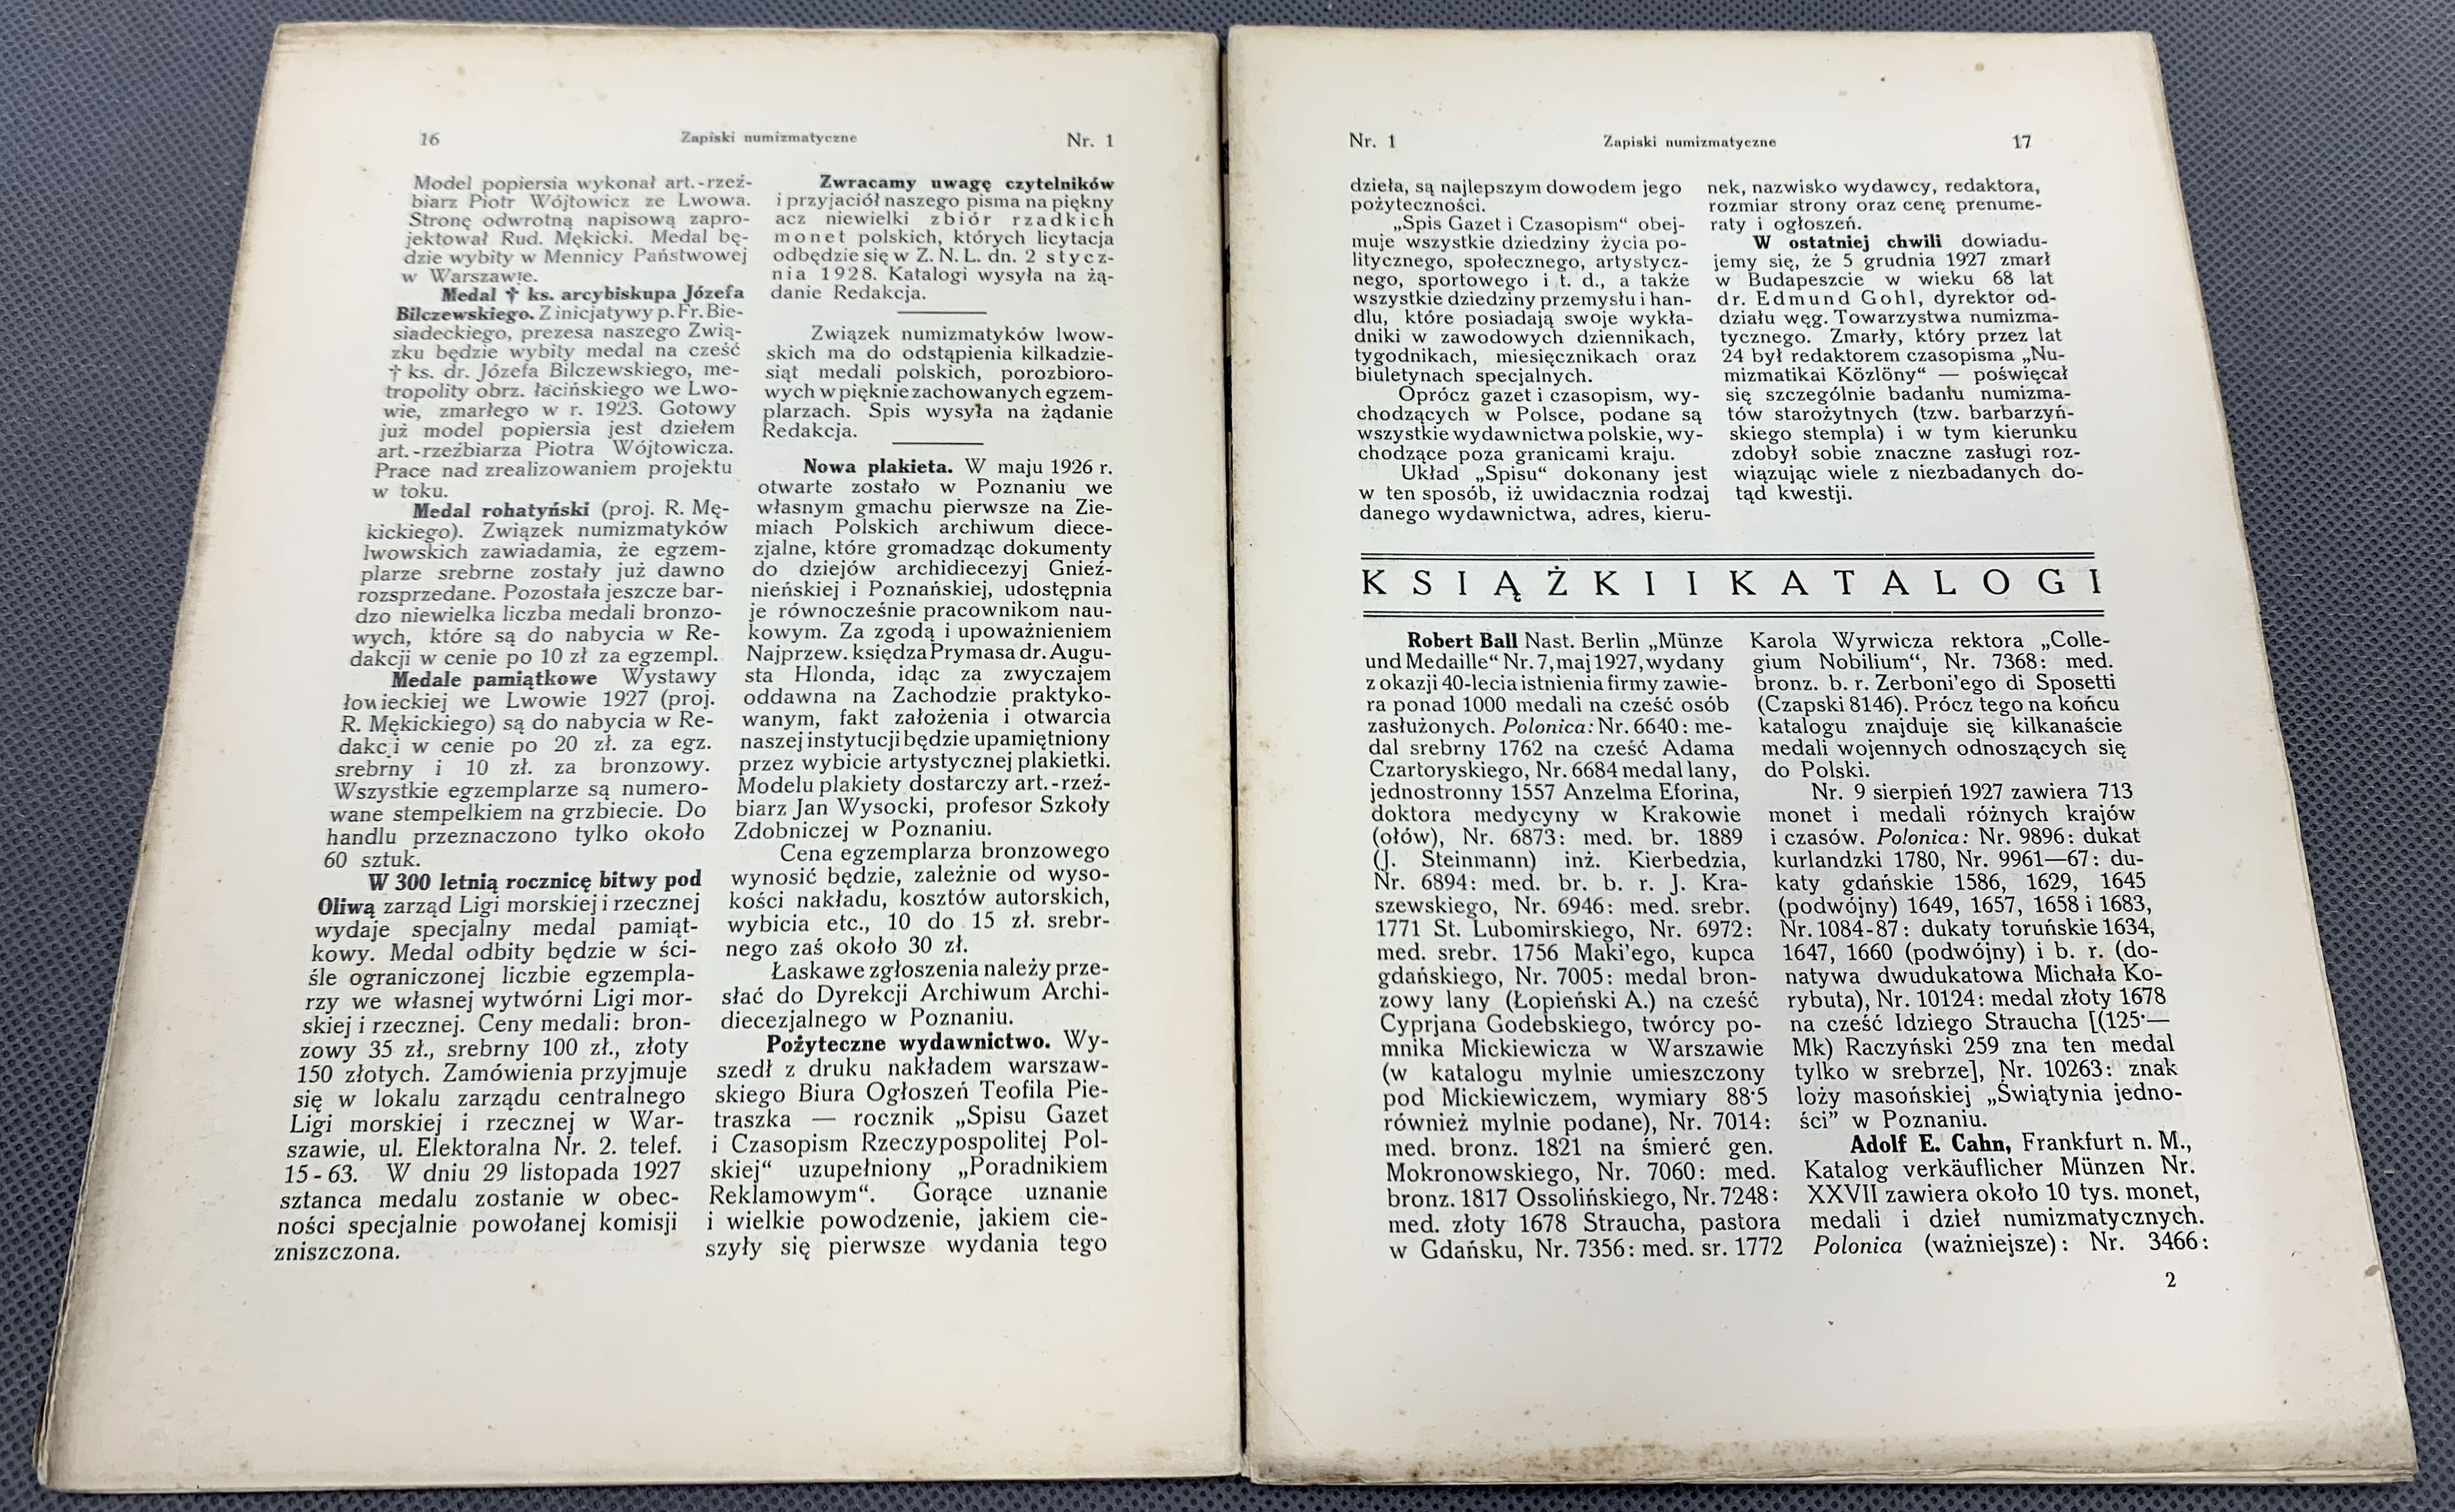 16
Zapiski numizmatyczne
Nr. 1
Model popiersia wykonał art.-rzeź-
biarz Piotr Wójtowicz ze Lwowa.
Stronę odwrotną napisową zapro-
jektował Rud. Mękicki. Medal bę-
dzie wybity w Mennicy Państwowej
w Warszawie.
Medal † ks. arcybiskupa Józefa
Bilczewskiego. Z inicjatywy p. Fr. Bie-
siadeckiego, prezesa naszego Zwią-
zku będzie wybity medal na cześć
† ks. dr. Józefa Bilczewskiego, me-
tropolity obrz. łacińskiego we Lwo-
wie, zmarłego w r. 1923. Gotowy
już model popiersia jest dziełem
art.-rzeźbiarza Piotra Wójtowicza.
Prace nad zrealizowaniem projektu
w toku.
Medal rohatyński (proj. R. Mę-
kickiego). Związek numizmatyków
lwowskich zawiadamia, że egzem-
plarze srebrne zostały już dawno
rozsprzedane. Pozostała jeszcze bar-
dzo niewielka liczba medali bronzo-
wych, które są do nabycia w Re-
dakcji w cenie po 10 zł za egzempl.
Medale pamiątkowe Wystawy
łowieckiej we Lwowie 1927 (proj.
R. Mękickiego) są do nabycia w Re-
dakcji w cenie po 20 zł. za egz.
srebrny i 10 zł. za bronzowy.
Wszystkie egzemplarze są numero-
wane stempelkiem na grzbiecie. Do
handlu przeznaczono tylko około
60 sztuk.
W 300 letnią rocznicę bitwy pod
Oliwą zarząd Ligi morskiej i rzecznej
wydaje specjalny medal pamiąt-
kowy. Medal odbity będzie w ści-
śle ograniczonej liczbie egzempla-
rzy we własnej wytwórni Ligi mor-
skiej i rzecznej. Ceny medali: bron-
zowy 35 zł., srebrny 100 zł., złoty
150 złotych. Zamówienia przyjmuje
się w lokalu zarządu centralnego
Ligi morskiej i rzecznej w War-
szawie, ul. Elektoralna Nr. 2. telef.
15-63. W dniu 29 listopada 1927
sztanca medalu zostanie w obec-
ności specjalnie powołanej komisji
zniszczona.
Zwracamy uwagę czytelników
i przyjaciół naszego pisma na piękny
acz niewielki zbiór rzadkich
monet polskich, których licytacja
odbędzie się w Z. N. L. dn. 2 stycz-
nia 1928. Katalogi wysyła na żą-
danie Redakcja.
Związek numizmatyków lwow-
skich ma do odstąpienia kilkadzie-
siąt medali polskich, porozbioro-
wych w pięknie zachowanych egzem-
plarzach. Spis wysyła na żądanie
Redakcja.
Nowa plakieta. W maju 1926 r.
otwarte zostało w Poznaniu we
własnym gmachu pierwsze na Zie-
miach Polskich archiwum diece-
zjalne, które gromadząc dokumenty
do dziejów archidiecezyj Gnieź-
nieńskiej i Poznańskiej, udostępnia
je równocześnie pracownikom nau-
kowym. Za zgodą i upoważnieniem
Najprzew. księdza Prymasa dr. Augu-
sta Hlonda, idąc za zwyczajem
oddawna na Zachodzie praktyko-
wanym, fakt założenia i otwarcia
naszej instytucji będzie upamiętniony
przez wybicie artystycznej plakietki.
Modelu plakiety dostarczy art.-rzeź-
biarz Jan Wysocki, profesor Szkoły
Zdobniczej w Poznaniu.
Cena egzemplarza bronzowego
wynosić będzie, zależnie od wyso-
kości nakładu, kosztów autorskich,
wybicia etc., 10 do 15 zł. srebr-
nego zaś około 30 zł.
Łaskawe zgłoszenia należy prze-
słać do Dyrekcji Archiwum Archi-
diecezjalnego w Poznaniu.
Pożyteczne wydawnictwo. Wy-
szedł z druku nakładem warszaw-
skiego Biura Ogłoszeń Teofila Pie-
traszka — rocznik „Spisu Gazet
i Czasopism Rzeczypospolitej Pol-
skiej“ uzupełniony „Poradnikiem
Reklamowym“. Gorące uznanie
i wielkie powodzenie, jakiem cie-
szyły się pierwsze wydania tego
Nr. 1
Zapiski numizmatyczne
17
dzieła, są najlepszym dowodem jego
pożyteczności.
„Spis Gazet i Czasopism“ obej-
muje wszystkie dziedziny życia po-
litycznego, społecznego, artystycz-
nego, sportowego i t. d., a także
wszystkie dziedziny przemysłu i han-
dlu, które posiadają swoje wykła-
dniki w zawodowych dziennikach,
tygodnikach, miesięcznikach oraz
biuletynach specjalnych.
Oprócz gazet i czasopism, wy-
chodzących w Polsce, podane są
wszystkie wydawnictwa polskie, wy-
chodzące poza granicami kraju.
Układ „Spisu“ dokonany jest
w ten sposób, iż uwidacznia rodzaj
danego wydawnictwa, adres, kieru-
nek, nazwisko wydawcy, redaktora,
rozmiar strony oraz cenę prenume-
raty i ogłoszeń.
W ostatniej chwili dowiadu-
jemy się, że 5 grudnia 1927 zmarł
w Budapeszcie w wieku 68 lat
dr. Edmund Gohl, dyrektor od-
działu węg. Towarzystwa numizma-
tycznego. Zmarły, który przez lat
24 był redaktorem czasopisma „Nu-
mizmatikai Közlöny“ — poświęcał
się szczególnie badaniu numizma-
tów starożytnych (tzw. barbarzyń-
skiego stempla) i w tym kierunku
zdobył sobie znaczne zasługi roz-
wiązując wiele z niezbadanych do-
tąd kwestji.
KSIĄŻKI I KATALOGI
Robert Ball Nast. Berlin „Münze
und Medaille“ Nr. 7, maj 1927, wydany
z okazji 40-lecia istnienia firmy zawie-
ra ponad 1000 medali na cześć osób
zasłużonych. Polonica: Nr. 6640: me-
dal srebrny 1762 na cześć Adama
Czartoryskiego, Nr. 6684 medal lany,
jednostronny 1557 Anzelma Eforina,
doktora medycyny w Krakowie
(ołów), Nr. 6873: med. br. 1889
(J. Steinmann) inż. Kierbedzia,
Nr. 6894: med. br. b. r. J. Kra-
szewskiego, Nr. 6946: med. srebr.
1771 St. Lubomirskiego, Nr. 6972:
med. srebr. 1756 Maki'ego, kupca
gdańskiego, Nr. 7005: medal bron-
zowy lany (Łopieński A.) na cześć
Cyprjana Godebskiego, twórcy po-
mnika Mickiewicza w Warszawie
(w katalogu mylnie umieszczony
pod Mickiewiczem, wymiary 88·5
również mylnie podane), Nr. 7014:
med. bronz. 1821 na śmierć gen.
Mokronowskiego, Nr. 7060: med.
bronz. 1817 Ossolińskiego, Nr. 7248:
med. złoty 1678 Straucha, pastora
w Gdańsku, Nr. 7356: med. sr. 1772
Karola Wyrwicza rektora „Colle-
gium Nobilium“, Nr. 7368: med.
bronz. b. r. Zerboni'ego di Sposetti
(Czapski 8146). Prócz tego na końcu
katalogu znajduje się kilkanaście
medali wojennych odnoszących się
do Polski.
Nr. 9 sierpień 1927 zawiera 713
monet i medali różnych krajów
i czasów. Polonica: Nr. 9896: dukat
kurlandzki 1780, Nr. 9961—67: du-
katy gdańskie 1586, 1629, 1645
(podwójny) 1649, 1657, 1658 i 1683,
Nr. 1084-87: dukaty toruńskie 1634,
1647, 1660 (podwójny) i b. r. (do-
natywa dwudukatowa Michała Ko-
rybuta), Nr. 10124: medal złoty 1678
na cześć Idziego Straucha [(125·—
Mk) Raczyński 259 zna ten medal
tylko w srebrze], Nr. 10263: znak
loży masońskiej „Świątynia jedno-
ści” w Poznaniu.
Adolf E. Cahn, Frankfurt n. M.,
Katalog verkäuflicher Münzen Nr.
XXVII zawiera około 10 tys. monet,
medali i dzieł numizmatycznych.
Polonica (ważniejsze): Nr. 3466:
2